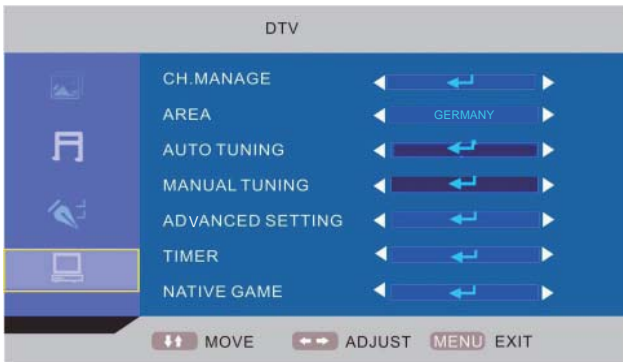 DTV
CH.MANAGE
AREA GERMANY
AUTO TUNING
MANUAL TUNING
ADVANCED SETTING
TIMER
NATIVE GAME
MOVE ADJUST MENU EXIT